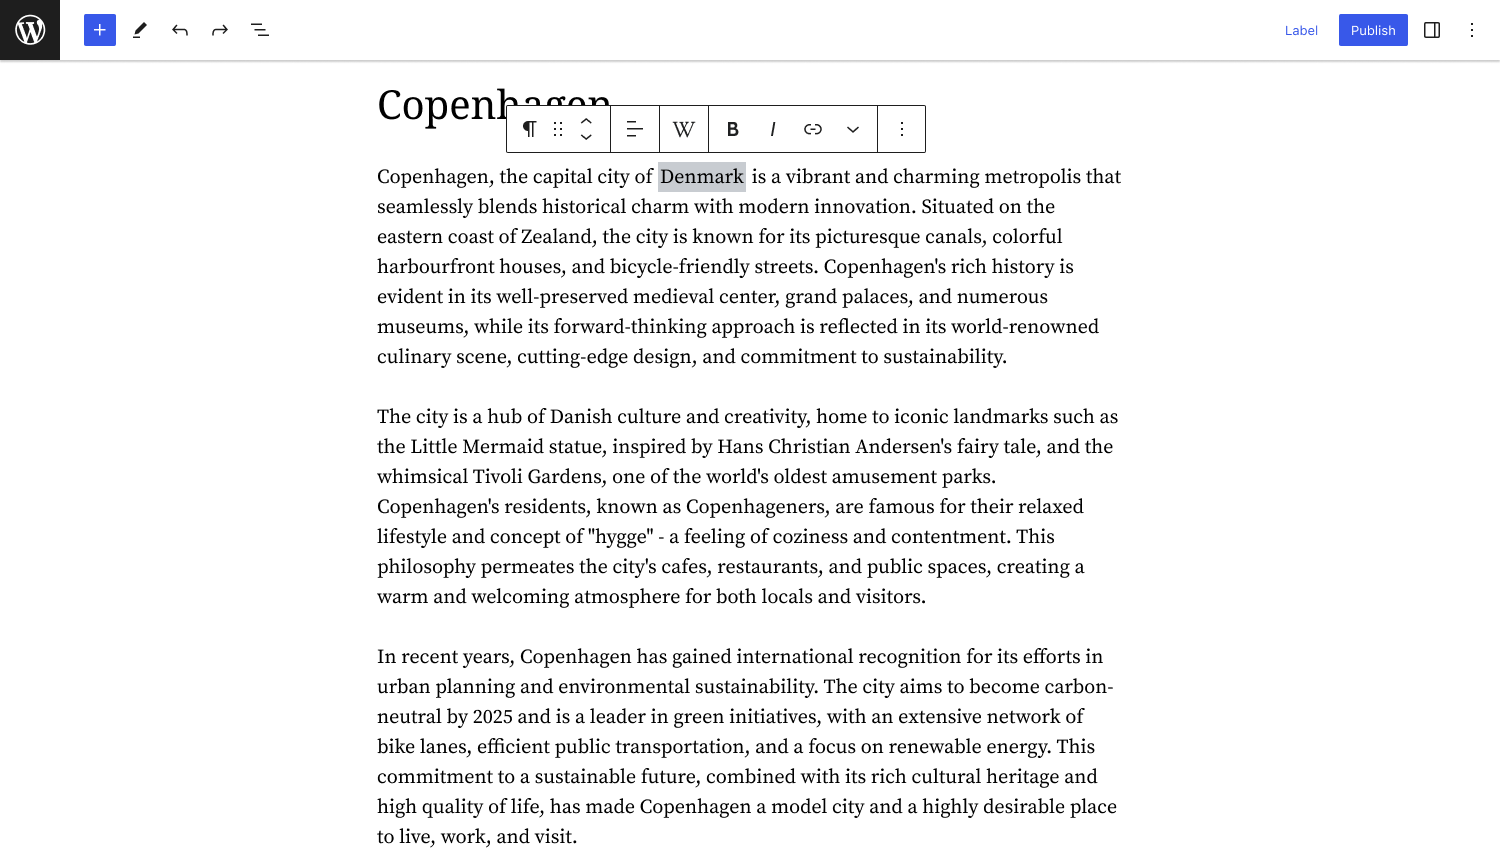 Label
Publish
Copenhagen
W
B
I
Copenhagen, the capital city of Denmark is a vibrant and charming metropolis that
seamlessly blends historical charm with modern innovation. Situated on the
eastern coast of Zealand, the city is known for its picturesque canals, colorful
harbourfront houses, and bicycle-friendly streets. Copenhagen's rich history is
evident in its well-preserved medieval center, grand palaces, and numerous
museums, while its forward-thinking approach is reflected in its world-renowned
culinary scene, cutting-edge design, and commitment to sustainability.
The city is a hub of Danish culture and creativity, home to iconic landmarks such as
the Little Mermaid statue, inspired by Hans Christian Andersen's fairy tale, and the
whimsical Tivoli Gardens, one of the world's oldest amusement parks.
Copenhagen's residents, known as Copenhageners, are famous for their relaxed
lifestyle and concept of "hygge" - a feeling of coziness and contentment. This
philosophy permeates the city's cafes, restaurants, and public spaces, creating a
warm and welcoming atmosphere for both locals and visitors.
In recent years, Copenhagen has gained international recognition for its efforts in
urban planning and environmental sustainability. The city aims to become carbon-
neutral by 2025 and is a leader in green initiatives, with an extensive network of
bike lanes, efficient public transportation, and a focus on renewable energy. This
commitment to a sustainable future, combined with its rich cultural heritage and
high quality of life, has made Copenhagen a model city and a highly desirable place
to live, work, and visit.